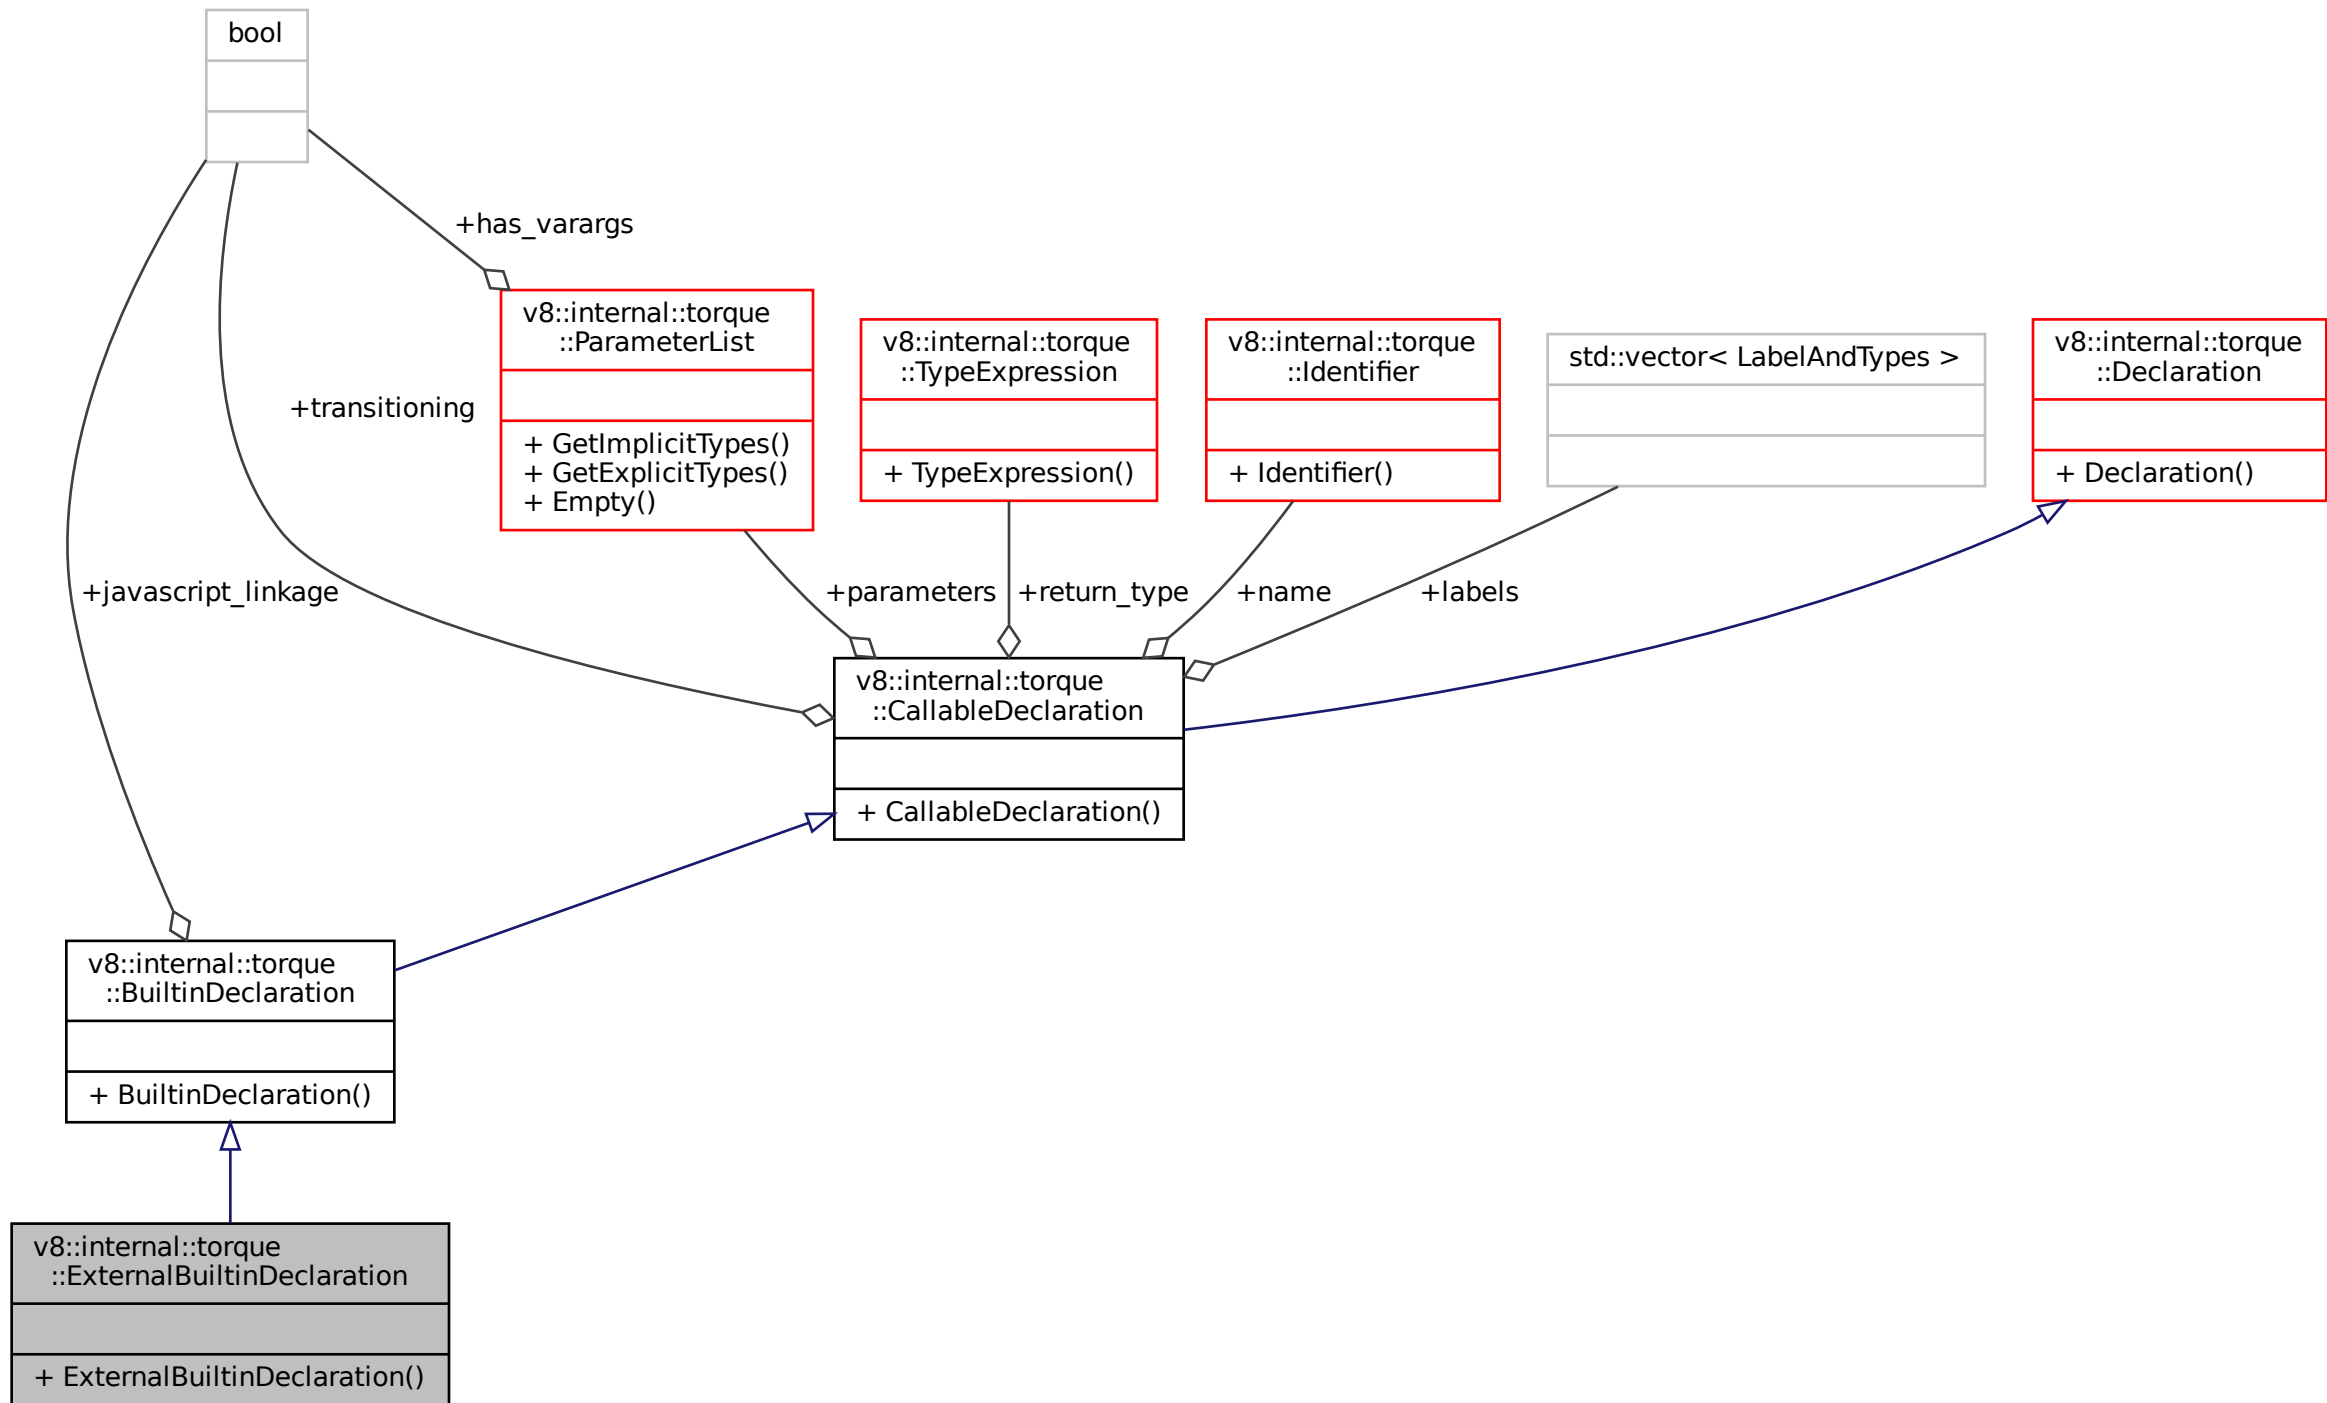 bool
+has_varargs
v8::internal::torque
::ParameterList
+ GetImplicitTypes()
+ GetExplicitTypes()
+ Empty()
v8::internal::torque
::TypeExpression
+ TypeExpression()
v8::internal::torque
::Identifier
+ Identifier()
std::vector< LabelAndTypes >
v8::internal::torque
::Declaration
+ Declaration()
+transitioning
+javascript_linkage
+parameters
+return_type
+name
+labels
v8::internal::torque
::CallableDeclaration
+ CallableDeclaration()
v8::internal::torque
::BuiltinDeclaration
+ BuiltinDeclaration()
v8::internal::torque
::ExternalBuiltinDeclaration
+ ExternalBuiltinDeclaration()